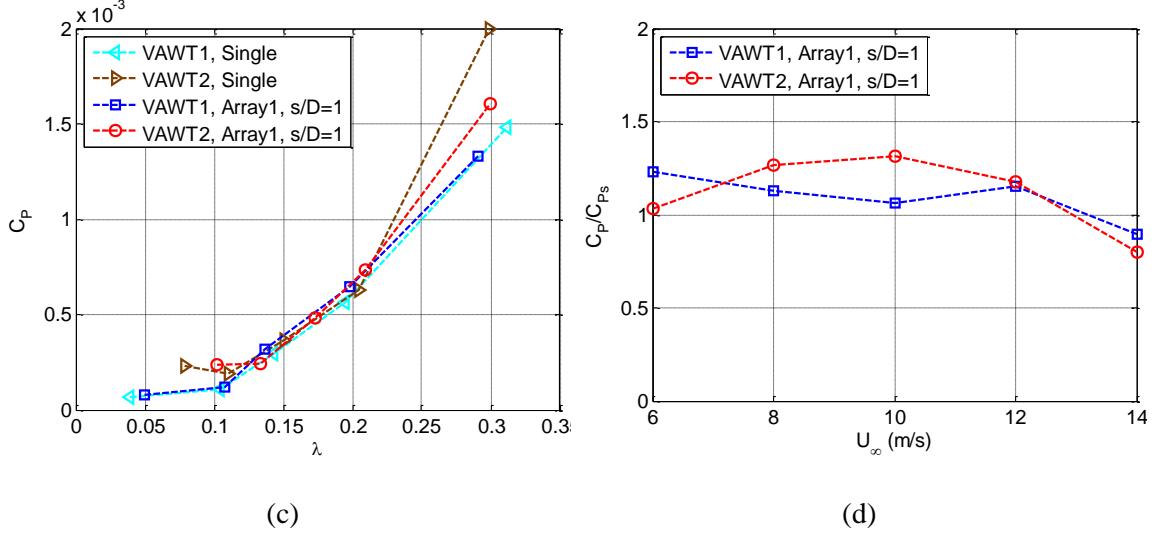 × 10⁻³
2
1.5
1
0.5
0
C_P
VAWT1, Single
VAWT2, Single
VAWT1, Array1, s/D=1
VAWT2, Array1, s/D=1
0 0.05 0.1 0.15 0.2 0.25 0.3 0.35
λ
(c)
2
1.5
1
0.5
0
C_P/C_Ps
VAWT1, Array1, s/D=1
VAWT2, Array1, s/D=1
6 8 10 12 14
U_∞ (m/s)
(d)